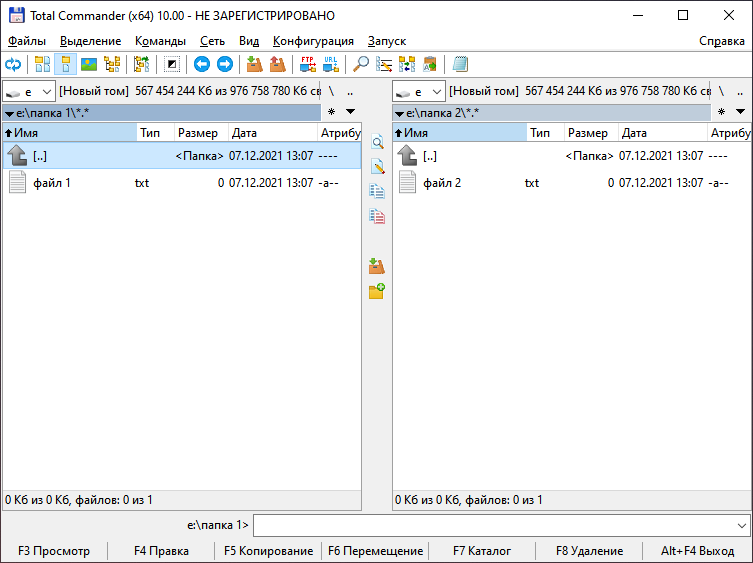 Total Commander (x64) 10.00 - НЕ ЗАРЕГИСТРИРОВАНО
Файлы Выделение Команды Сеть Вид Конфигурация Запуск Справка
FTP URL
e [Новый том] 567 454 244 Кб из 976 758 780 Кб св \ .. e [Новый том] 567 454 244 Кб из 976 758 780 Кб св \ ..
e:\папка 1\*.* * e:\папка 2\*.* *
Имя Тип Размер Дата Атрибу Имя Тип Размер Дата Атрибу
[..] <Папка> 07.12.2021 13:07 ---- [..] <Папка> 07.12.2021 13:07 ----
файл 1 txt 0 07.12.2021 13:07 -a-- файл 2 txt 0 07.12.2021 13:07 -a--
0 Кб из 0 Кб, файлов: 0 из 1 0 Кб из 0 Кб, файлов: 0 из 1
e:\папка 1>
F3 Просмотр F4 Правка F5 Копирование F6 Перемещение F7 Каталог F8 Удаление Alt+F4 Выход